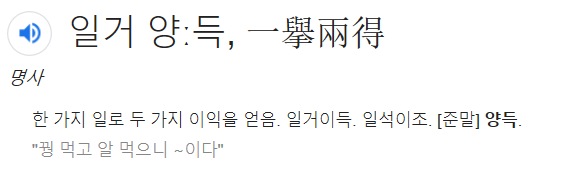 일거 양ː득, 一擧兩得
명사
한 가지 일로 두 가지 이익을 얻음. 일거이득. 일석이조. [준말] 양득.
"꿩 먹고 알 먹으니 ~이다"